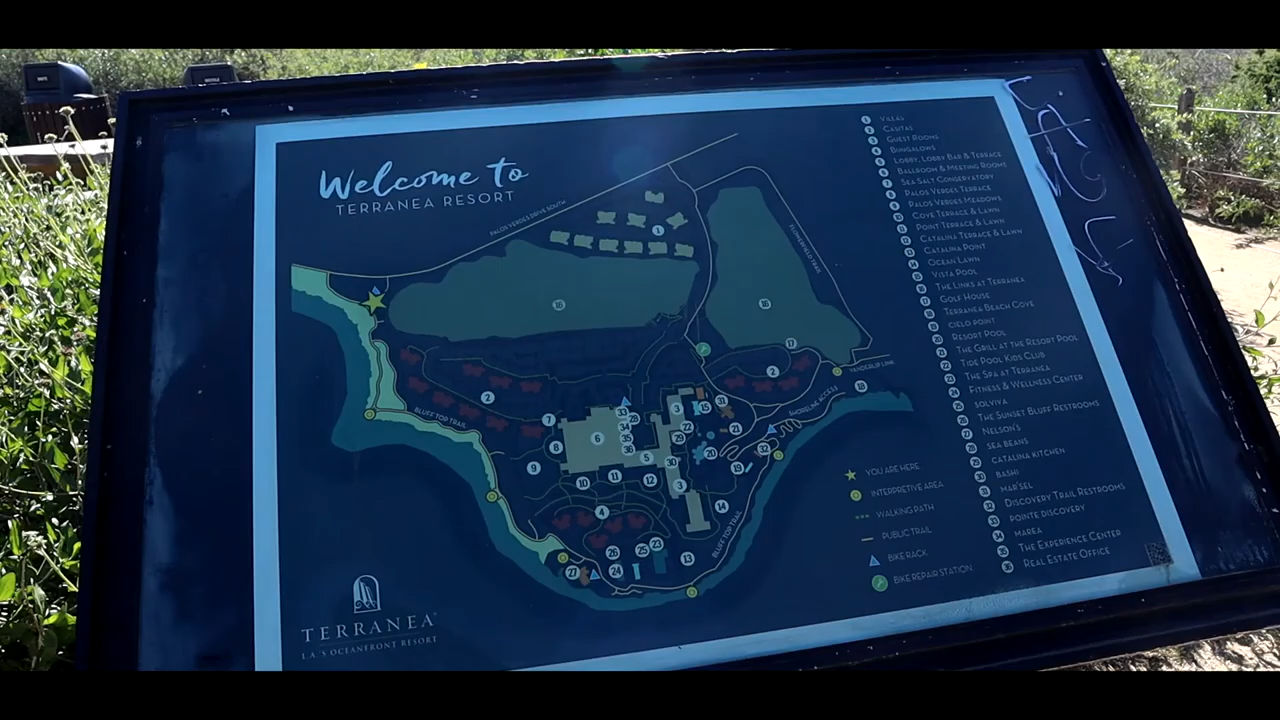 Welcome to
TERRANEA RESORT
PALOS VERDES DRIVE SOUTH
FLOWERFIELD TRAIL
BLUFF TOP TRAIL
VANDERLIP LINK
SHORELINE ACCESS
BLUFF TOP TRAIL
1 VILLAS
2 CASITAS
3 GUEST ROOMS
4 BUNGALOWS
5 LOBBY, LOBBY BAR & TERRACE
6 BALLROOM & MEETING ROOMS
7 SEA SALT CONSERVATORY
8 PALOS VERDES TERRACE
9 PALOS VERDES MEADOWS
10 COVE TERRACE & LAWN
11 POINT TERRACE & LAWN
12 CATALINA TERRACE & LAWN
13 CATALINA POINT
14 OCEAN LAWN
15 VISTA POOL
16 THE LINKS AT TERRANEA
17 GOLF HOUSE
18 TERRANEA BEACH COVE
19 CIELO POINT
20 RESORT POOL
21 THE GRILL AT THE RESORT POOL
22 TIDE POOL KIDS CLUB
23 THE SPA AT TERRANEA
24 FITNESS & WELLNESS CENTER
25 SOLVIVA
26 THE SUNSET BLUFF RESTROOMS
27 NELSON'S
28 SEA BEANS
29 CATALINA KITCHEN
30 BASHI
31 MAR'SEL
32 DISCOVERY TRAIL RESTROOMS
33 POINTE DISCOVERY
34 MAREA
35 THE EXPERIENCE CENTER
36 REAL ESTATE OFFICE
YOU ARE HERE
INTERPRETIVE AREA
WALKING PATH
PUBLIC TRAIL
BIKE RACK
BIKE REPAIR STATION
TERRANEA®
L.A.'S OCEANFRONT RESORT